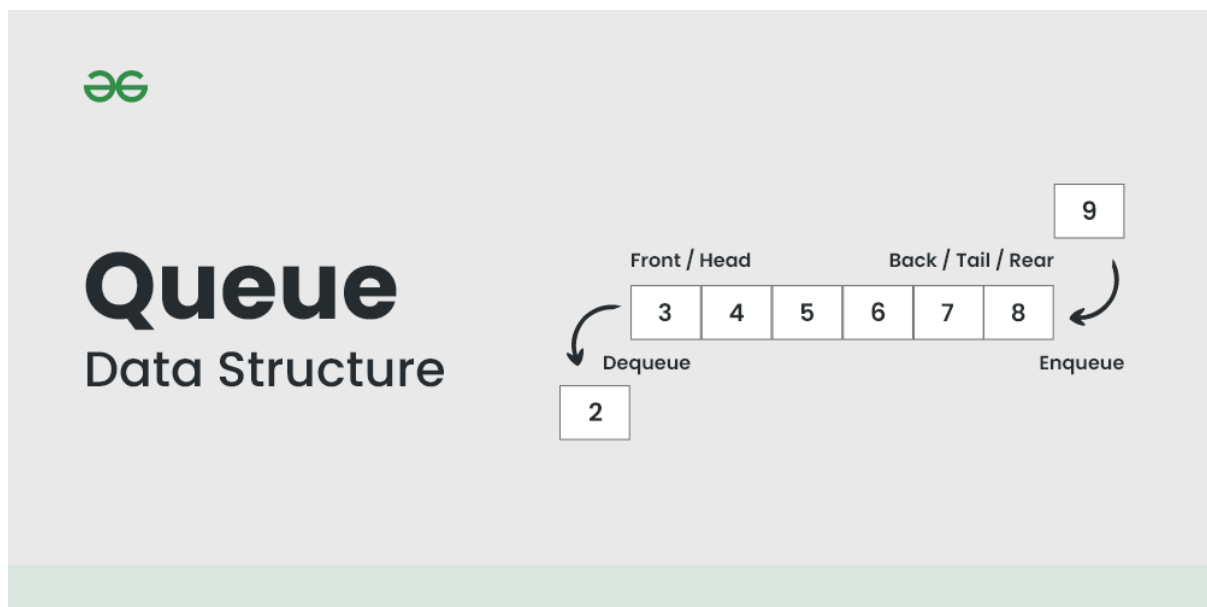 Queue
Data Structure
9
Front / Head
Back / Tail / Rear
3 4 5 6 7 8
Dequeue
Enqueue
2